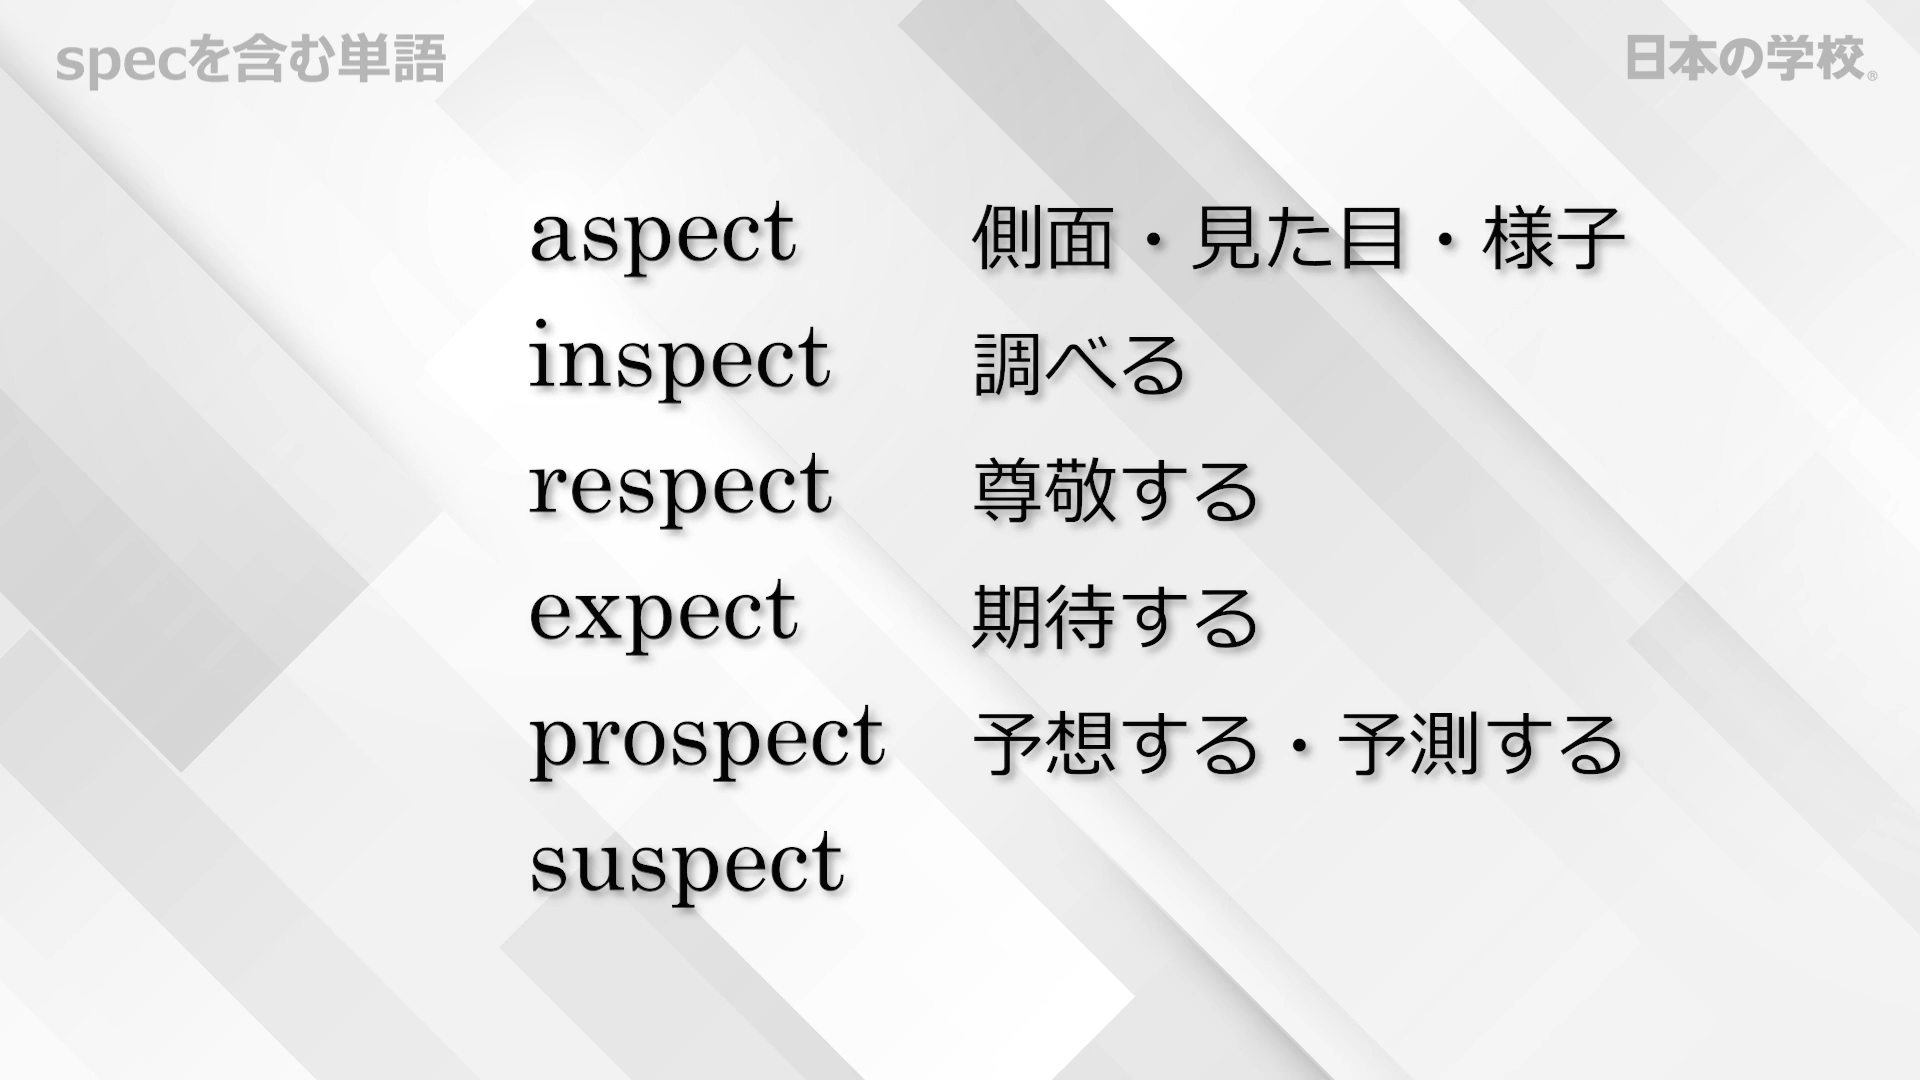 specを含む単語
日本の学校®
aspect 側面・見た目・様子
inspect 調べる
respect 尊敬する
expect 期待する
prospect 予想する・予測する
suspect